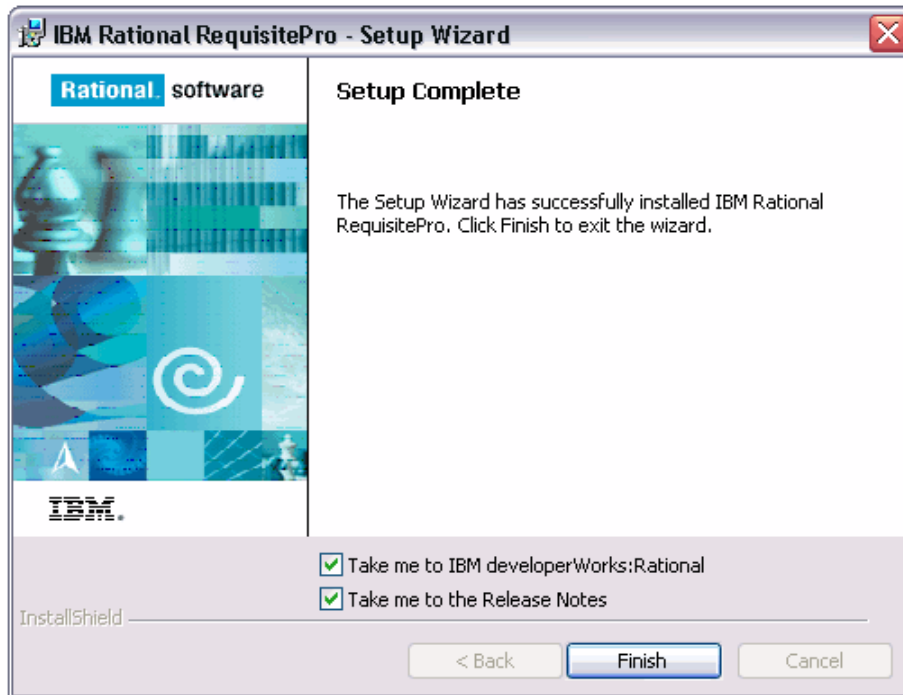 IBM Rational RequisitePro - Setup Wizard
Rational. software
Setup Complete
The Setup Wizard has successfully installed IBM Rational
RequisitePro. Click Finish to exit the wizard.
IBM.
Take me to IBM developerWorks:Rational
Take me to the Release Notes
InstallShield
< Back
Finish
Cancel